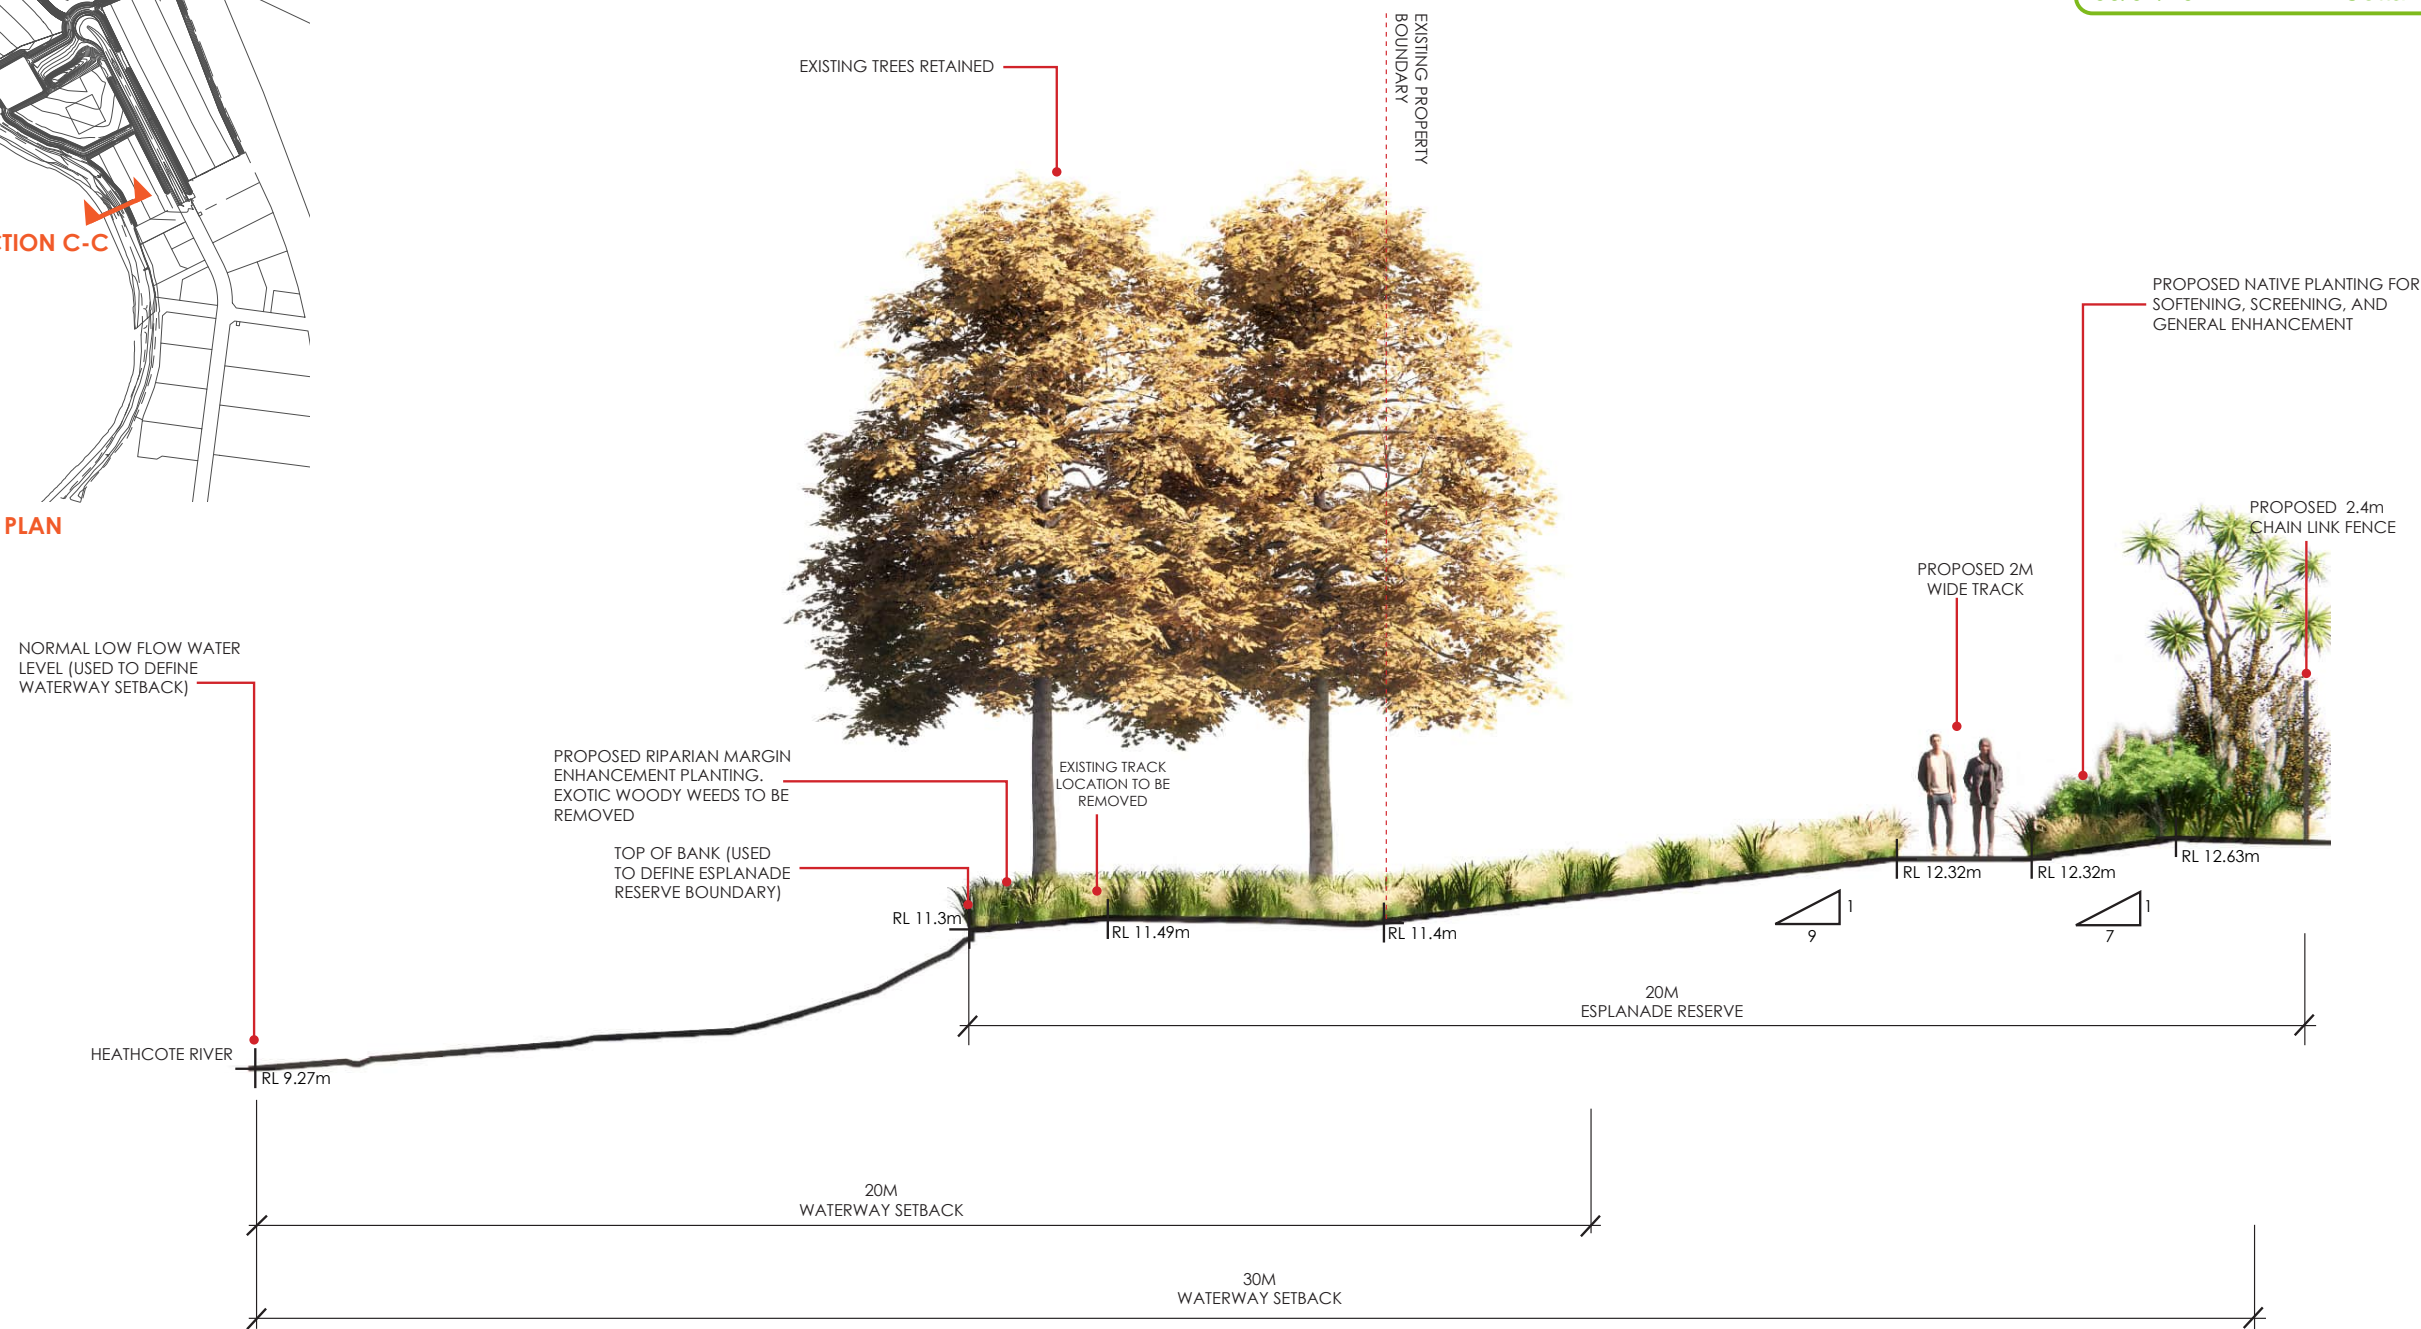 EXISTING PROPERTY
BOUNDARY
EXISTING TREES RETAINED
CTION C-C
PLAN
PROPOSED NATIVE PLANTING FOR
SOFTENING, SCREENING, AND
GENERAL ENHANCEMENT
PROPOSED 2.4m
CHAIN LINK FENCE
PROPOSED 2M
WIDE TRACK
NORMAL LOW FLOW WATER
LEVEL (USED TO DEFINE
WATERWAY SETBACK)
PROPOSED RIPARIAN MARGIN
ENHANCEMENT PLANTING.
EXOTIC WOODY WEEDS TO BE
REMOVED
EXISTING TRACK
LOCATION TO BE
REMOVED
TOP OF BANK (USED
TO DEFINE ESPLANADE
RESERVE BOUNDARY)
RL 11.3m
RL 11.49m
RL 11.4m
RL 12.32m
RL 12.32m
RL 12.63m
1
9
1
7
20M
ESPLANADE RESERVE
HEATHCOTE RIVER
RL 9.27m
20M
WATERWAY SETBACK
30M
WATERWAY SETBACK